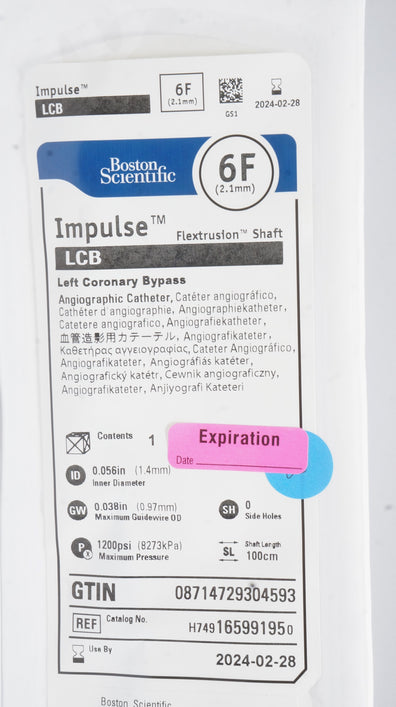 Impulse™
LCB
6F
(2.1mm)
GS1
2024-02-28
Boston
Scientific
6F
(2.1mm)
Impulse™ Flextrusion™ Shaft
LCB
Left Coronary Bypass
Angiographic Catheter, Catéter angiográfico,
Cathéter d'angiographie, Angiographiekatheter,
Catetere angiografico, Angiografiekatheter,
血管造影用カテーテル, Angiografikateter,
Καθετήρας αγγειογραφίας, Cateter Angiográfico,
Angiografikateter, Angiográfiás katéter,
Angiografický katétr, Cewnik angiograficzny,
Angiografikateter, Anjiyografi Kateteri
Contents 1
Expiration
Date
ID 0.056in (1.4mm)
Inner Diameter
GW 0.038in (0.97mm)
Maximum Guidewire OD
SH 0
Side Holes
P 1200psi (8273kPa)
Maximum Pressure
SL Shaft Length
100cm
GTIN 08714729304593
REF Catalog No. H749165991950
Use By
2024-02-28
Boston Scientific